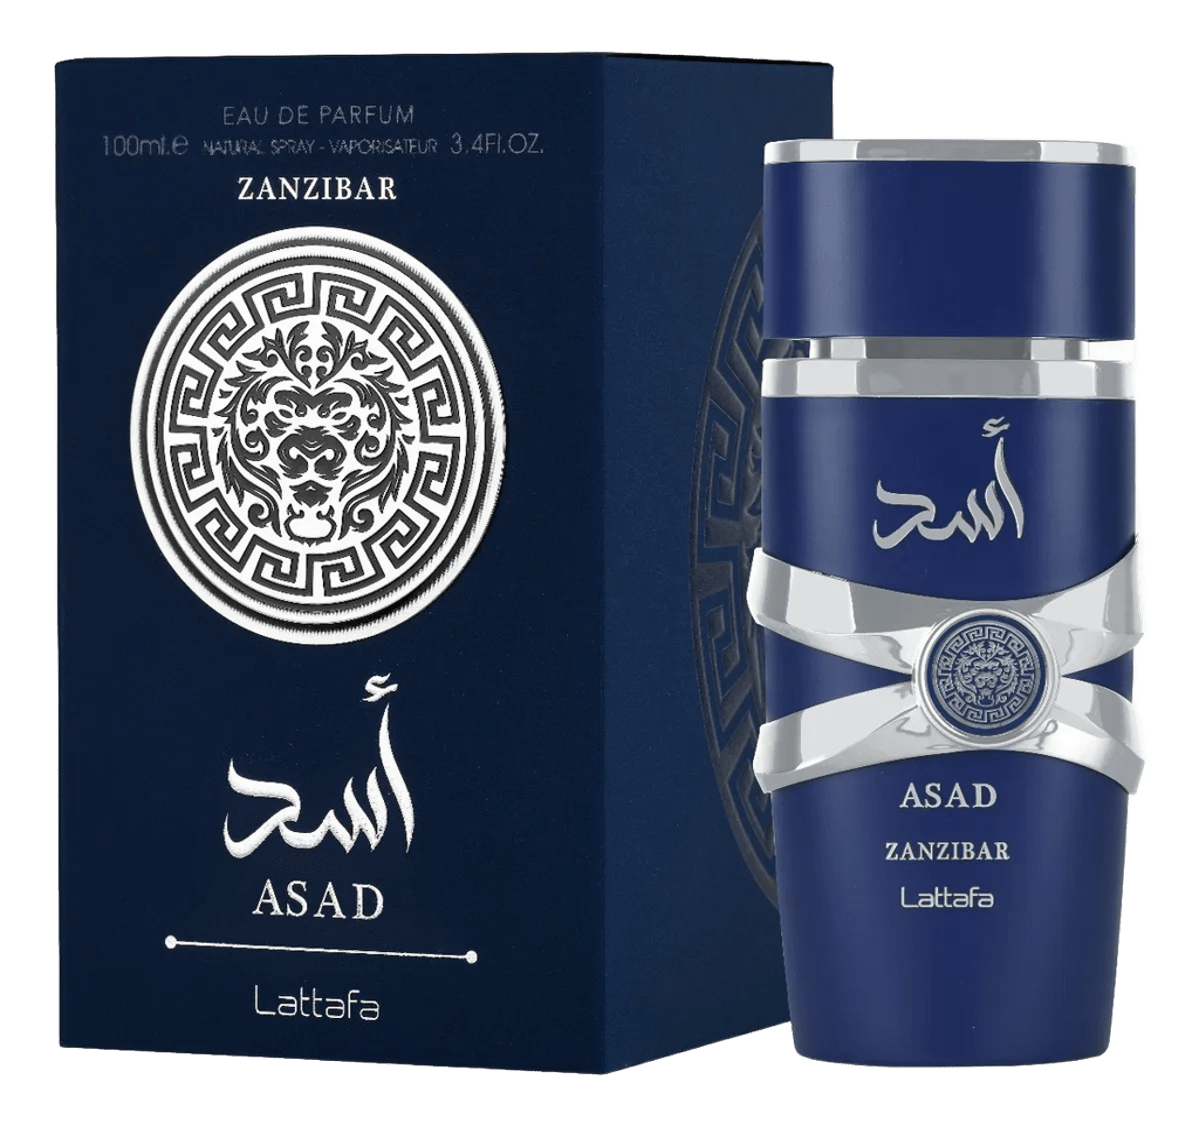 EAU DE PARFUM
100ml.e NATURAL SPRAY - VAPORISATEUR 3.4Fl.OZ.
ZANZIBAR
أسد
ASAD
Lattafa
أسد
ASAD
ZANZIBAR
Lattafa